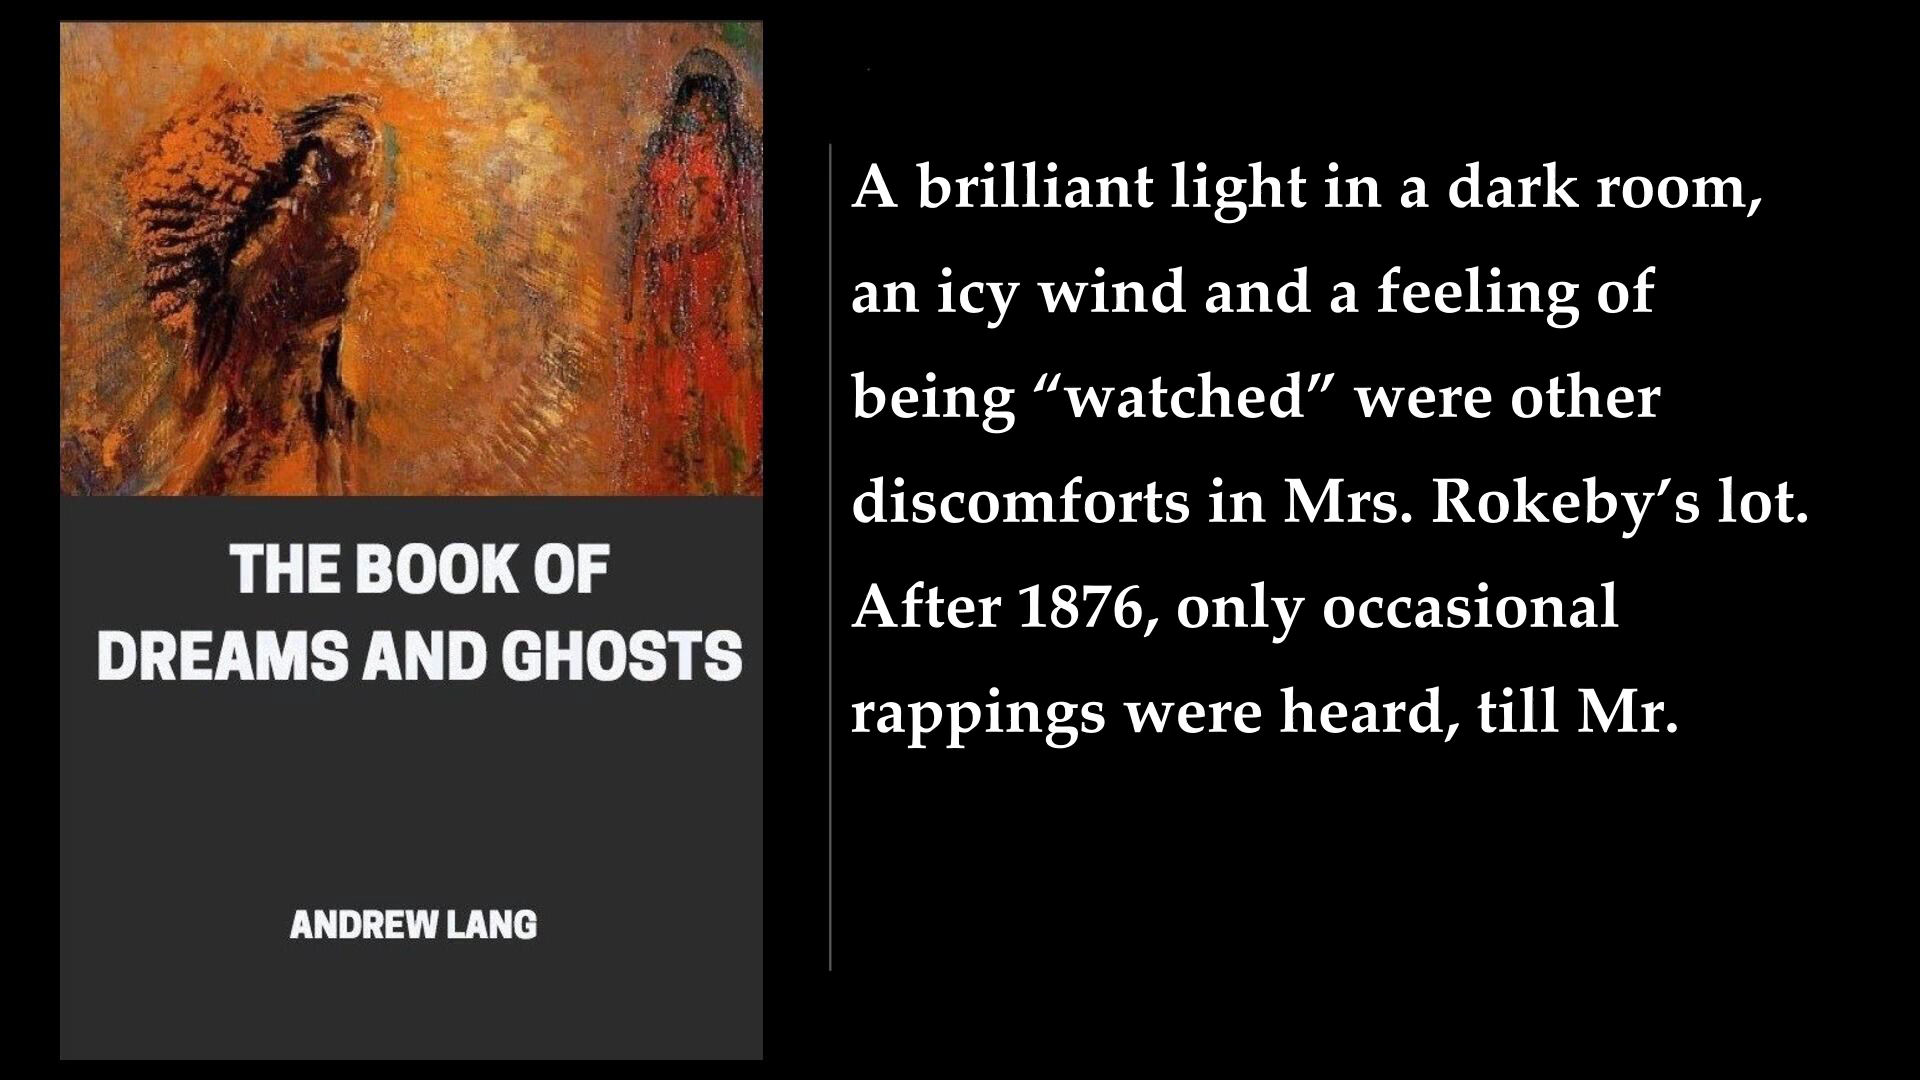 THE BOOK OF
DREAMS AND GHOSTS
ANDREW LANG
A brilliant light in a dark room,
an icy wind and a feeling of
being “watched” were other
discomforts in Mrs. Rokeby’s lot.
After 1876, only occasional
rappings were heard, till Mr.